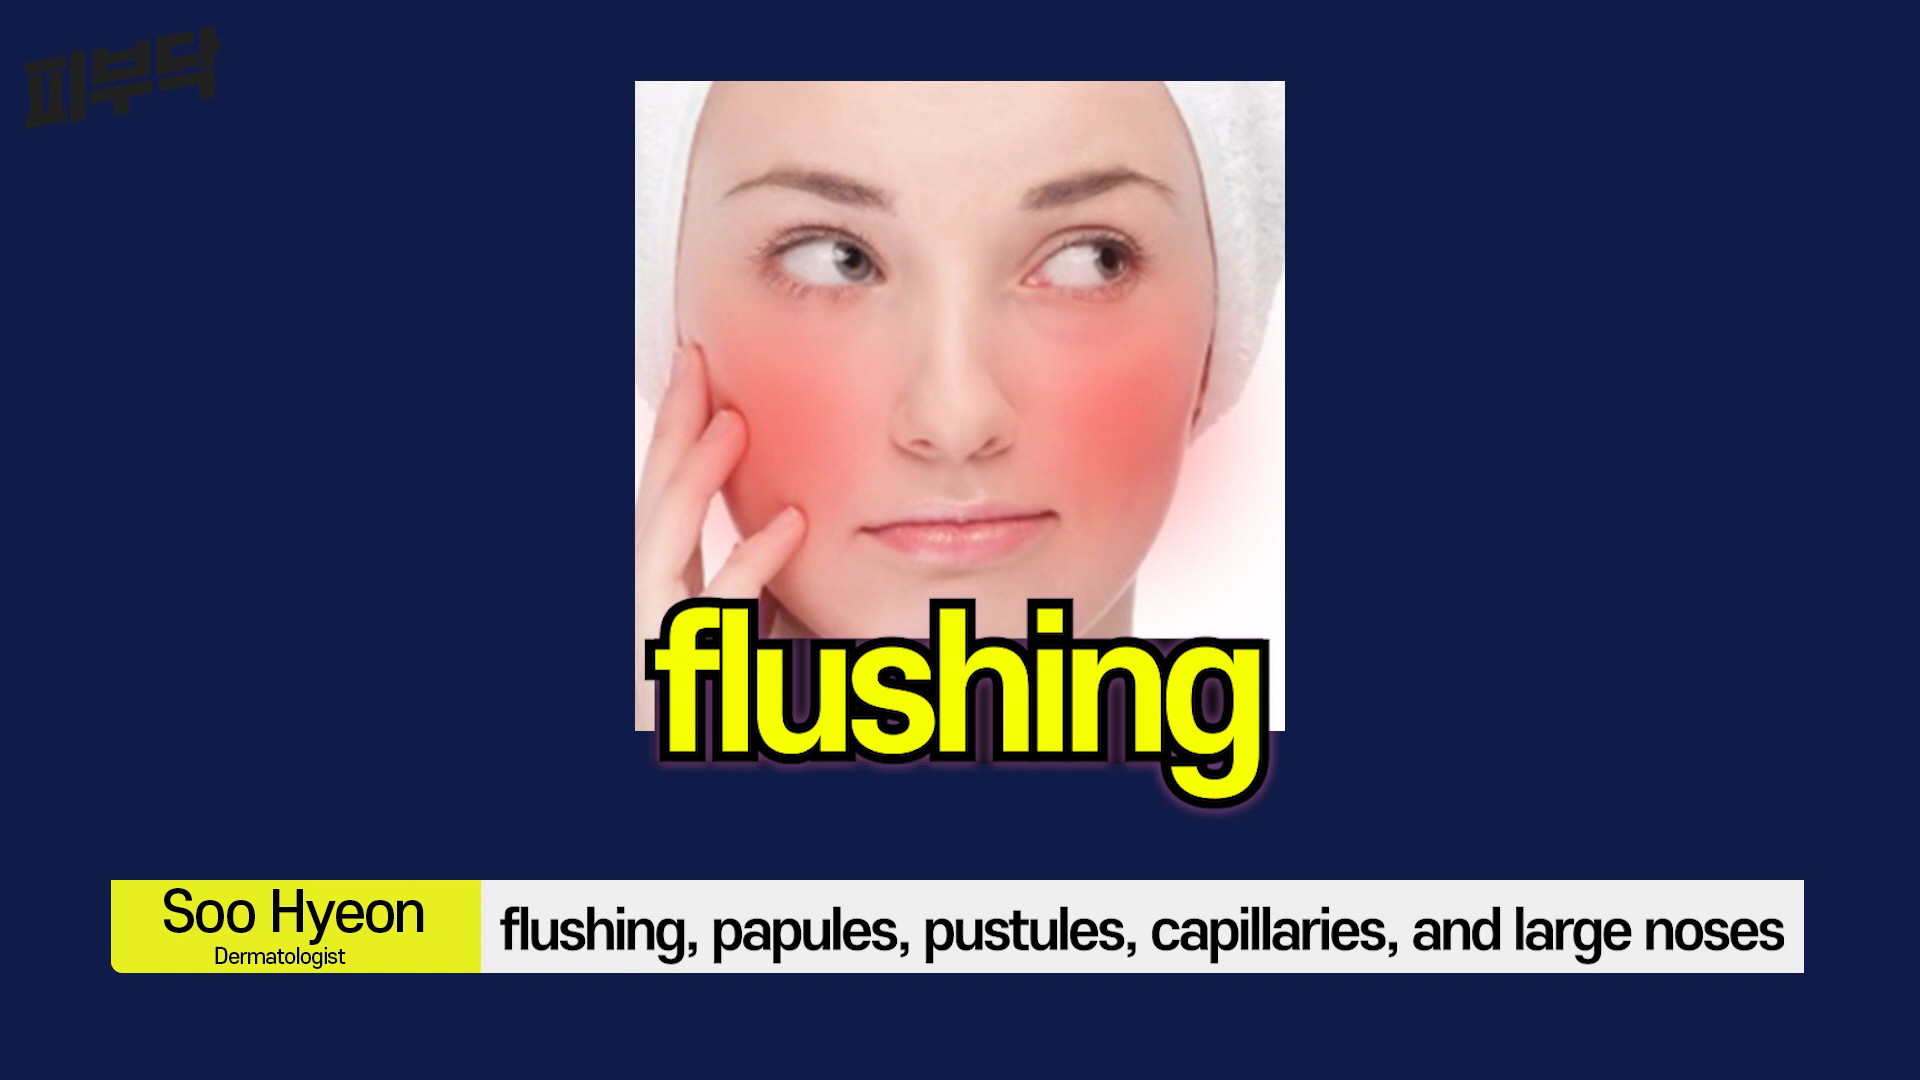 피부닥
flushing
Soo Hyeon
Dermatologist
flushing, papules, pustules, capillaries, and large noses